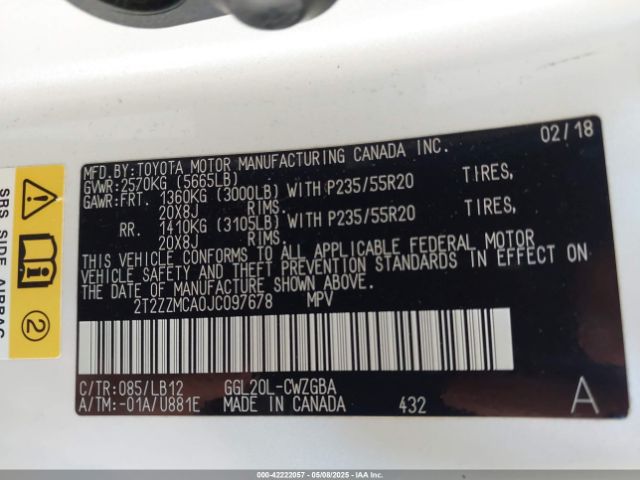 02/18
MFD.BY:TOYOTA MOTOR MANUFACTURING CANADA INC.
GVWR:2570KG (5665LB)
GAWR:FRT. 1360KG (3000LB) WITH P235/55R20 TIRES,
20X8J RIMS.
RR. 1410KG (3105LB) WITH P235/55R20 TIRES,
20X8J RIMS.
THIS VEHICLE CONFORMS TO ALL APPLICABLE FEDERAL MOTOR
VEHICLE SAFETY AND THEFT PREVENTION STANDARDS IN EFFECT ON
THE DATE OF MANUFACTURE SHOWN ABOVE.
2T2ZZMCA0JC097678 MPV
C/TR:085/LB12 GGL20L-CWZGBA
A/TM:-01A/U881E MADE IN CANADA 432 A
SRS SIDE AIRBAG
2
000-42222057 - 05/08/2025 - IAAI